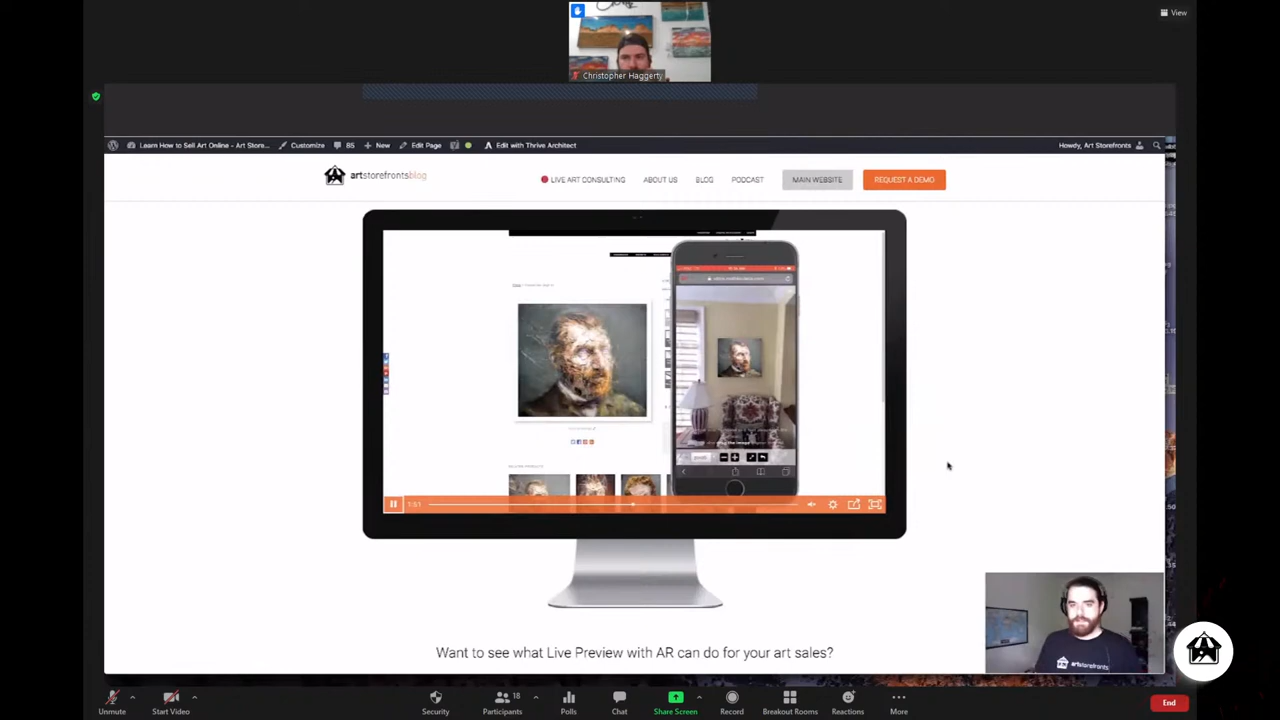 View
Christopher Haggerty
Learn How to Sell Art Online - Art Store... Customize 85 New Edit Page Edit with Thrive Architect Howdy, Art Storefronts
artstorefrontsblog LIVE ART CONSULTING ABOUT US BLOG PODCAST MAIN WEBSITE REQUEST A DEMO
1:51
Want to see what Live Preview with AR can do for your art sales?
artstorefronts
Unmute Start Video Security Participants 18 Polls Chat Share Screen Record Breakout Rooms Reactions More End